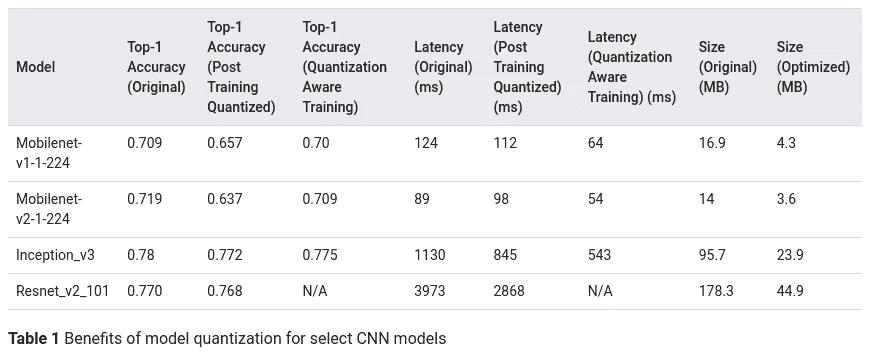 Model Top-1 Accuracy (Original) Top-1 Accuracy (Post Training Quantized) Top-1 Accuracy (Quantization Aware Training) Latency (Original) (ms) Latency (Post Training Quantized) (ms) Latency (Quantization Aware Training) (ms) Size (Original) (MB) Size (Optimized) (MB)
Mobilenet-v1-1-224 0.709 0.657 0.70 124 112 64 16.9 4.3
Mobilenet-v2-1-224 0.719 0.637 0.709 89 98 54 14 3.6
Inception_v3 0.78 0.772 0.775 1130 845 543 95.7 23.9
Resnet_v2_101 0.770 0.768 N/A 3973 2868 N/A 178.3 44.9
Table 1 Benefits of model quantization for select CNN models